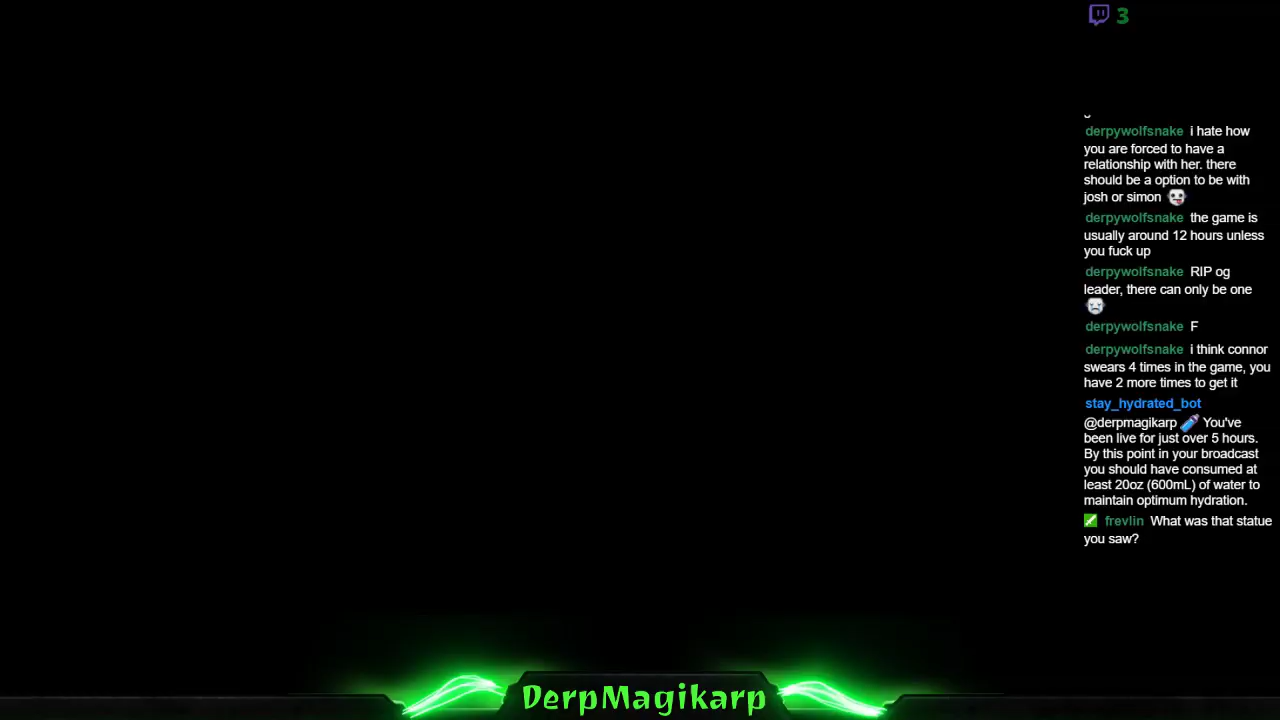 3
derpywolfsnake i hate how
you are forced to have a
relationship with her. there
should be a option to be with
josh or simon
derpywolfsnake the game is
usually around 12 hours unless
you fuck up
derpywolfsnake RIP og
leader, there can only be one
derpywolfsnake F
derpywolfsnake i think connor
swears 4 times in the game, you
have 2 more times to get it
stay_hydrated_bot
@derpmagikarp You've
been live for just over 5 hours.
By this point in your broadcast
you should have consumed at
least 20oz (600mL) of water to
maintain optimum hydration.
frevlin What was that statue
you saw?
DerpMagikarp